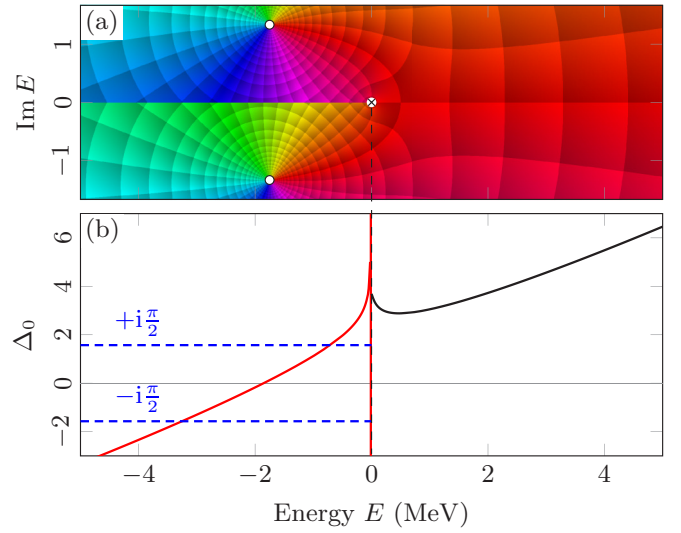 (a)
1
0
−1
Im E
(b)
6
4
2
0
−2
Δ₀
+i π/2
−i π/2
−4
−2
0
2
4
Energy E (MeV)